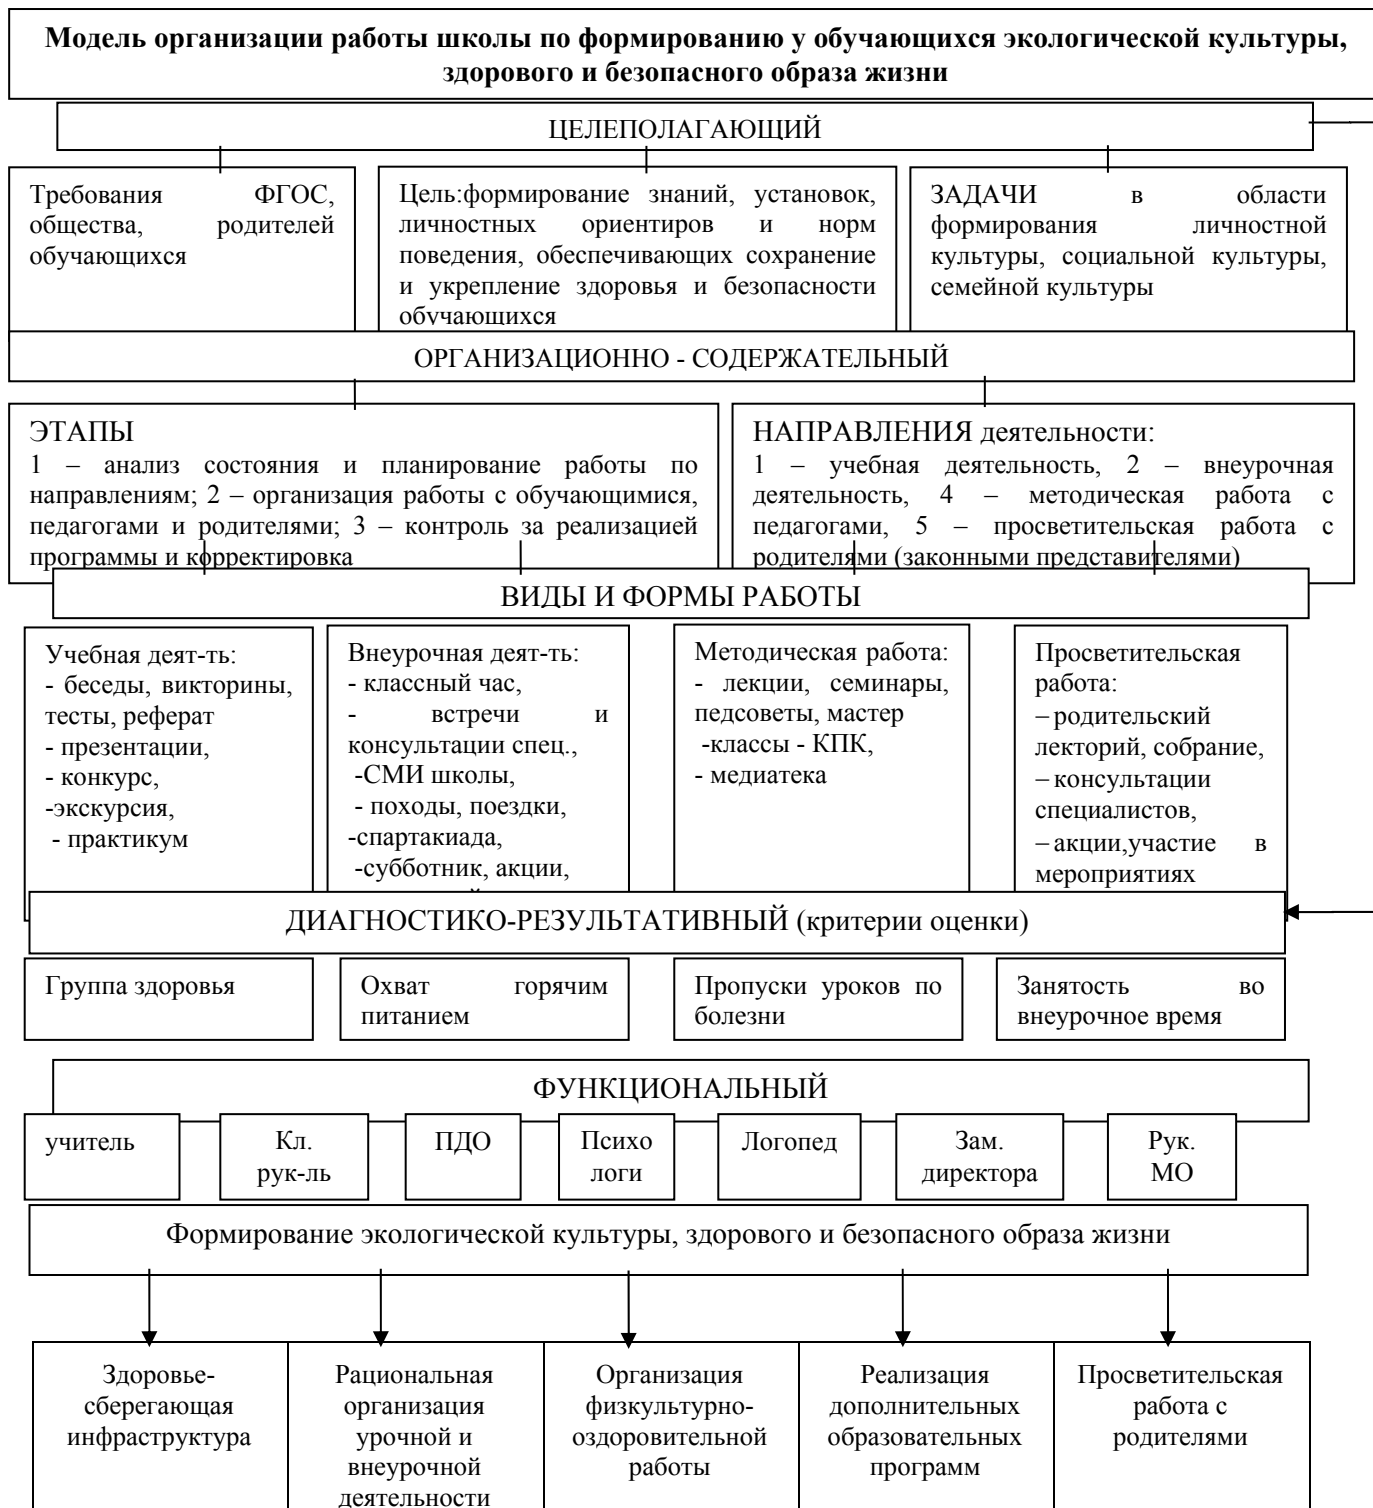 Модель организации работы школы по формированию у обучающихся экологической культуры,
здорового и безопасного образа жизни
ЦЕЛЕПОЛАГАЮЩИЙ
Требования ФГОС,
общества, родителей
обучающихся
Цель:формирование знаний, установок,
личностных ориентиров и норм
поведения, обеспечивающих сохранение
и укрепление здоровья и безопасности
обучающихся
ЗАДАЧИ в области
формирования личностной
культуры, социальной культуры,
семейной культуры
ОРГАНИЗАЦИОННО - СОДЕРЖАТЕЛЬНЫЙ
ЭТАПЫ
1 – анализ состояния и планирование работы по
направлениям; 2 – организация работы с обучающимися,
педагогами и родителями; 3 – контроль за реализацией
программы и корректировка
НАПРАВЛЕНИЯ деятельности:
1 – учебная деятельность, 2 – внеурочная
деятельность, 4 – методическая работа с
педагогами, 5 – просветительская работа с
родителями (законными представителями)
ВИДЫ И ФОРМЫ РАБОТЫ
Учебная деят-ть:
- беседы, викторины,
тесты, реферат
- презентации,
- конкурс,
-экскурсия,
- практикум
Внеурочная деят-ть:
- классный час,
- встречи и
консультации спец.,
-СМИ школы,
- походы, поездки,
-спартакиада,
-субботник, акции,
Методическая работа:
- лекции, семинары,
педсоветы, мастер
-классы - КПК,
- медиатека
Просветительская
работа:
– родительский
лекторий, собрание,
– консультации
специалистов,
– акции,участие в
мероприятиях
ДИАГНОСТИКО-РЕЗУЛЬТАТИВНЫЙ (критерии оценки)
Группа здоровья
Охват горячим
питанием
Пропуски уроков по
болезни
Занятость во
внеурочное время
ФУНКЦИОНАЛЬНЫЙ
учитель
Кл.
рук-ль
ПДО
Психо
логи
Логопед
Зам.
директора
Рук.
МО
Формирование экологической культуры, здорового и безопасного образа жизни
Здоровье-
сберегающая
инфраструктура
Рациональная
организация
урочной и
внеурочной
деятельности
Организация
физкультурно-
оздоровительной
работы
Реализация
дополнительных
образовательных
программ
Просветительская
работа с
родителями